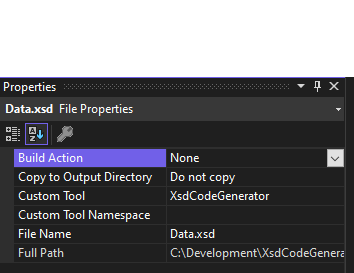 Properties
Data.xsd File Properties
Build Action None
Copy to Output Directory Do not copy
Custom Tool XsdCodeGenerator
Custom Tool Namespace
File Name Data.xsd
Full Path C:\Development\XsdCodeGenera